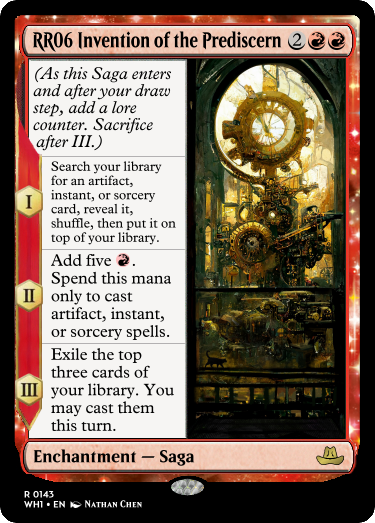 RR06 Invention of the Prediscern 2
(As this Saga enters
and after your draw
step, add a lore
counter. Sacrifice
after III.)
I
Search your library
for an artifact,
instant, or sorcery
card, reveal it,
shuffle, then put it on
top of your library.
II
Add five .
Spend this mana
only to cast
artifact, instant,
or sorcery spells.
III
Exile the top
three cards of
your library. You
may cast them
this turn.
Enchantment — Saga
R 0143
WH1 • EN Nathan Chen